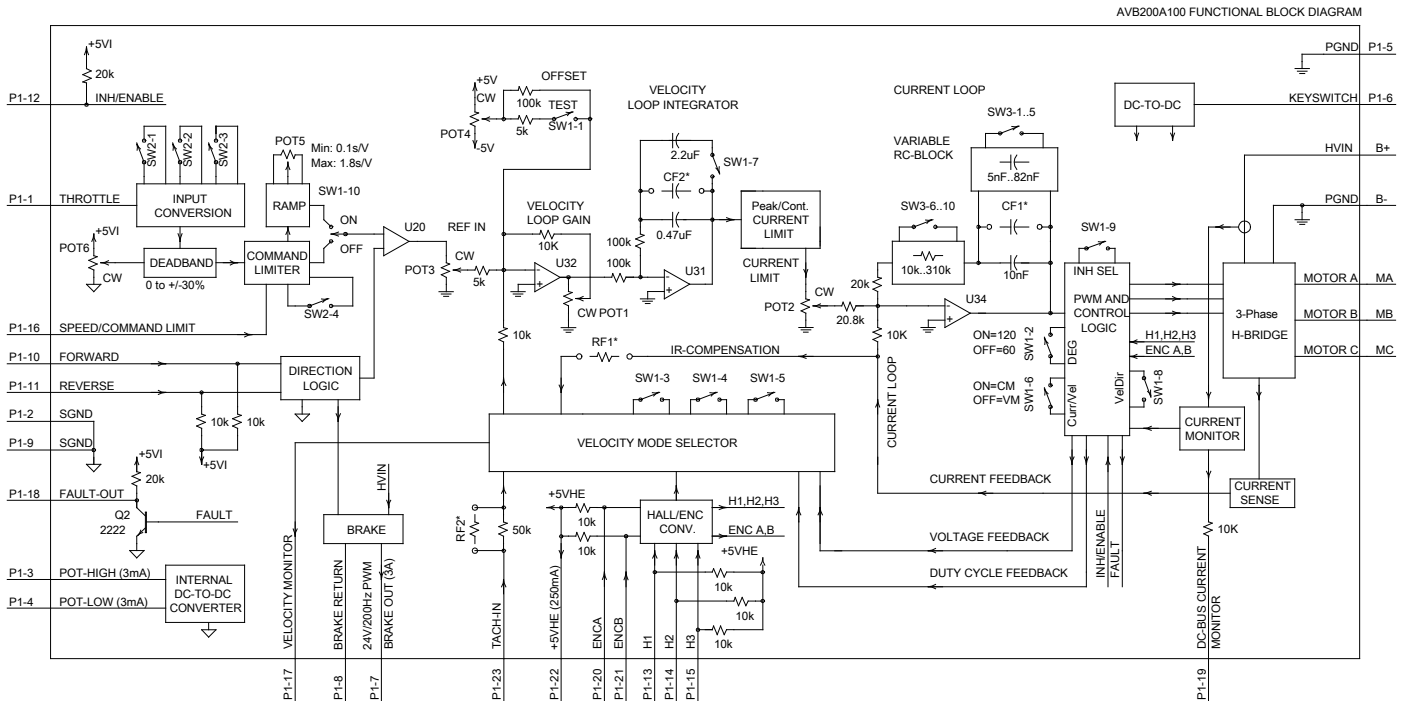 AVB200A100 FUNCTIONAL BLOCK DIAGRAM
+5VI
20k
P1-12 INH/ENABLE
SW2-1
SW2-2
SW2-3
POT5
Min: 0.1s/V
Max: 1.8s/V
P1-1 THROTTLE
INPUT
CONVERSION
RAMP
SW1-10
ON
OFF
+5VI
POT6
CW
DEADBAND
0 to +/-30%
COMMAND
LIMITER
SW2-4
U20
REF IN
CW
POT3
5k
P1-16 SPEED/COMMAND LIMIT
P1-10 FORWARD
P1-11 REVERSE
DIRECTION
LOGIC
P1-2 SGND
P1-9 SGND
10k
10k
+5VI
+5VI
20k
P1-18 FAULT-OUT
Q2
2222
FAULT
P1-3 POT-HIGH (3mA)
P1-4 POT-LOW (3mA)
INTERNAL
DC-TO-DC
CONVERTER
HVIN
BRAKE
VELOCITY MONITOR
BRAKE RETURN
24V/200Hz PWM
BRAKE OUT (3A)
P1-17
P1-8
P1-7
+5V
CW
POT4
-5V
OFFSET
100k
TEST
5k
SW1-1
VELOCITY
LOOP INTEGRATOR
2.2uF
SW1-7
CF2*
0.47uF
VELOCITY
LOOP GAIN
10K
U32
CW POT1
100k
100k
U31
Peak/Cont.
CURRENT
LIMIT
CURRENT
LIMIT
CW
POT2
20.8k
CURRENT LOOP
VARIABLE
RC-BLOCK
SW3-1..5
5nF..82nF
SW3-6..10
10k..310k
CF1*
10nF
20k
10K
U34
10k
RF1*
IR-COMPENSATION
CURRENT LOOP
SW1-3
SW1-4
SW1-5
VELOCITY MODE SELECTOR
RF2*
50k
TACH-IN
P1-23
+5VHE
10k
10k
+5VHE (250mA)
P1-22
ENCA
P1-20
ENCB
P1-21
HALL/ENC
CONV.
H1,H2,H3
ENC A,B
+5VHE
10k
10k
10k
H1
H2
H3
P1-13
P1-14
P1-15
SW1-9
INH SEL
PWM AND
CONTROL
LOGIC
ON=120
OFF=60
SW1-2
DEG
ON=CM
OFF=VM
SW1-6
Curr/Vel
VelDir
SW1-8
H1,H2,H3
ENC A,B
CURRENT FEEDBACK
VOLTAGE FEEDBACK
DUTY CYCLE FEEDBACK
INH/ENABLE
FAULT
PGND P1-5
DC-TO-DC
KEYSWITCH P1-6
HVIN B+
PGND B-
3-Phase
H-BRIDGE
MOTOR A MA
MOTOR B MB
MOTOR C MC
CURRENT
MONITOR
CURRENT
SENSE
10K
DC-BUS CURRENT
MONITOR
P1-19